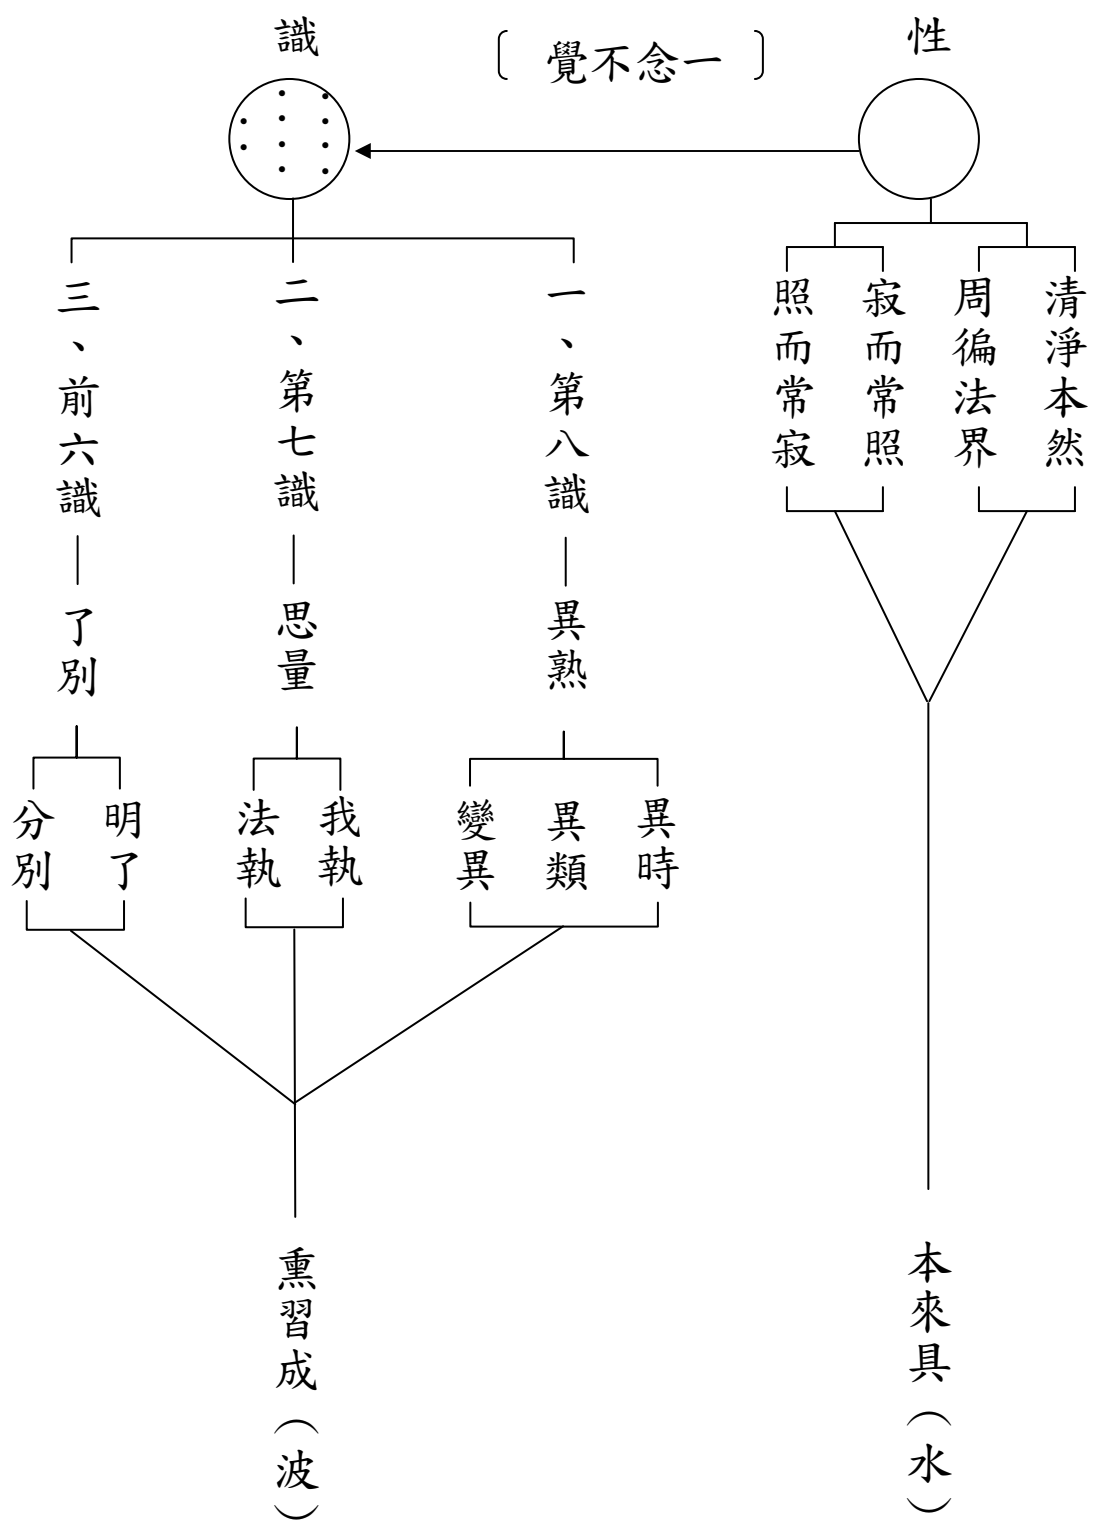 性
〔一念不覺〕
識
清淨本然
周徧法界
寂而常照
照而常寂
本來具（水）
一、第八識—異熟
異時
異類
變異
二、第七識—思量
我執
法執
三、前六識—了別
明了
分別
熏習成（波）